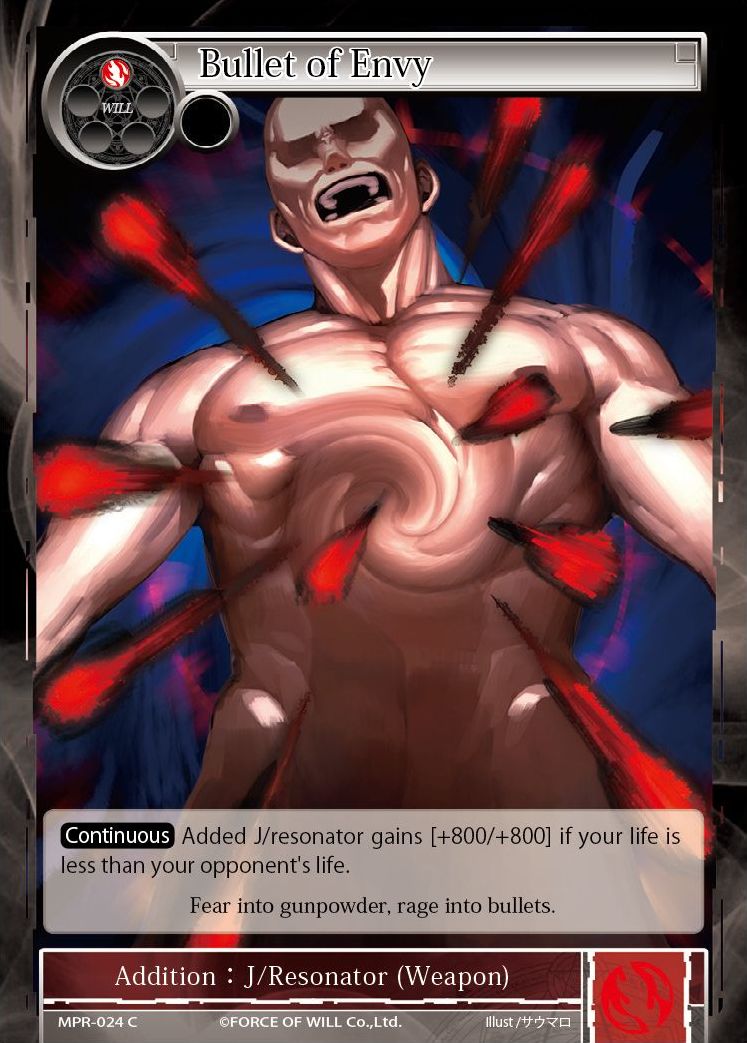 Bullet of Envy
WILL
Continuous Added J/resonator gains [+800/+800] if your life is
less than your opponent's life.
Fear into gunpowder, rage into bullets.
Addition : J/Resonator (Weapon)
MPR-024 C ©FORCE OF WILL Co.,Ltd. Illust/サウマロ